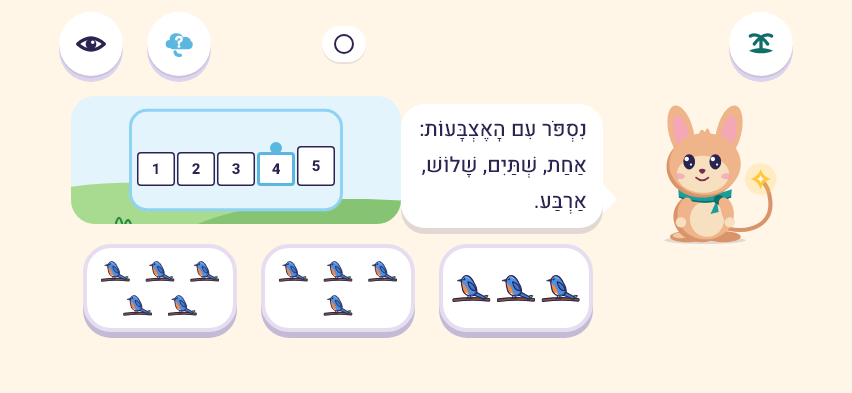 ?
1 2 3 4 5
נִסְפֹּר עִם הָאֶצְבָּעוֹת:
אַחַת, שְׁתַּיִם, שָׁלוֹשׁ,
אַרְבַּע.